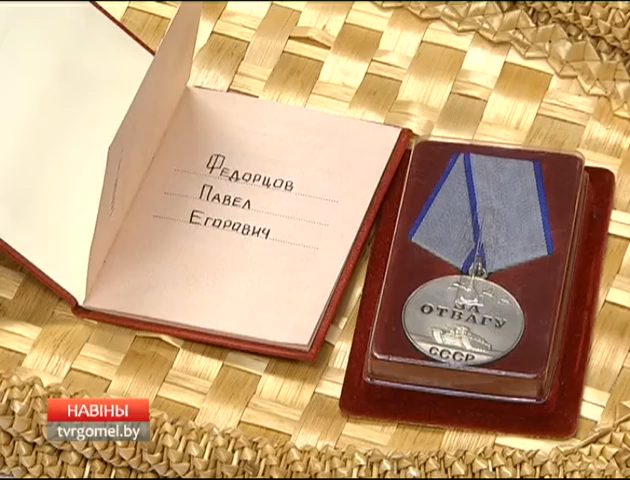 Федорцов
Павел
Егорович
ЗА
ОТВАГУ
СССР
НАВІНЫ
tvrgomel.by